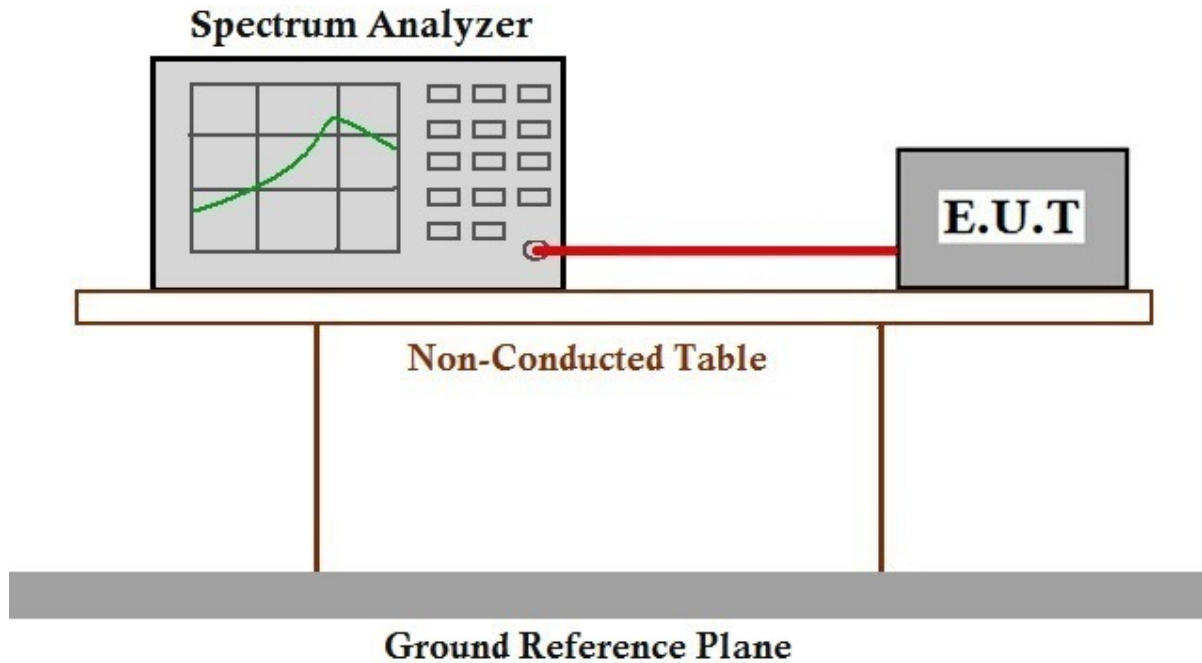 Spectrum Analyzer
E.U.T
Non-Conducted Table
Ground Reference Plane